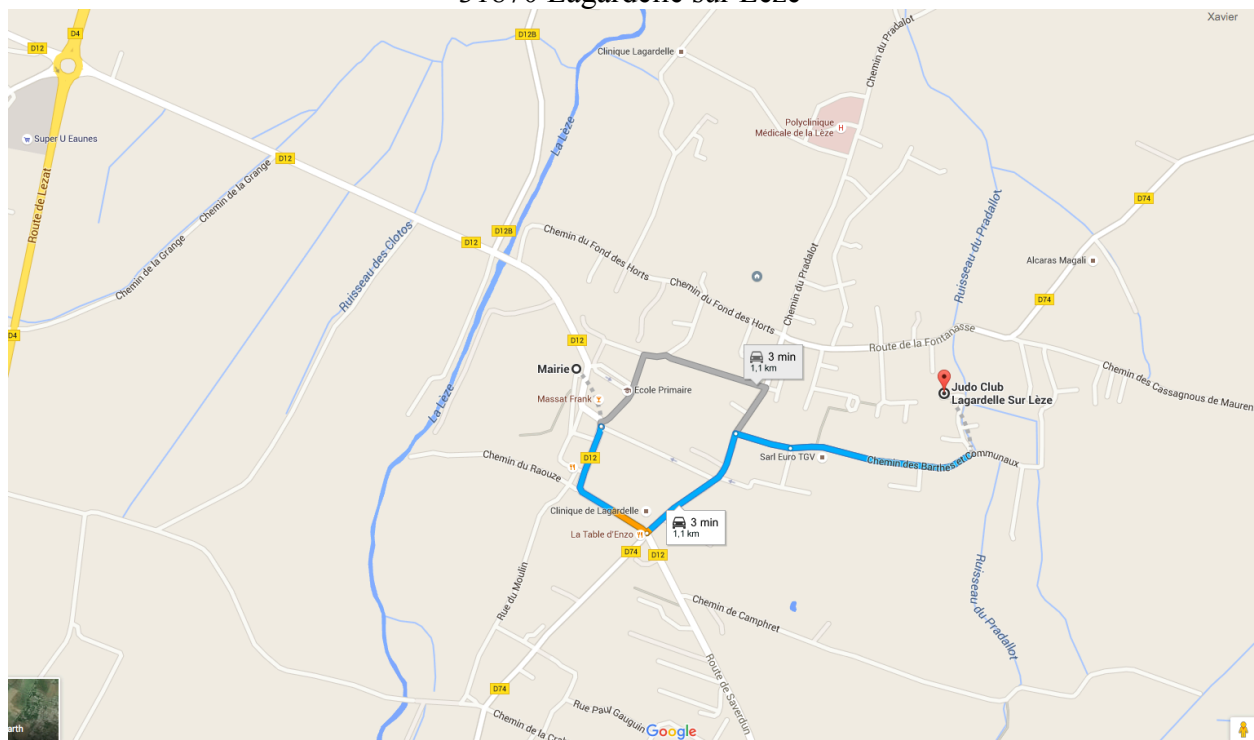 31870 Lagardelle sur Lèze
Xavier
D4
D12
D12B
Clinique Lagardelle
Chemin du Pradalot
Polyclinique
Médicale de la Lèze
H
Super U Eaunes
La Lèze
D12
Route de Lezat
Chemin de la Grange
Ruisseau du Pradallot
D74
Ruisseau des Clotos
D12B
D12
Chemin du Fond des Horts
Chemin du Pradalot
Alcaras Magali
Chemin de la Grange
Chemin du Fond des Horts
D74
D4
D12
Route de la Fontanasse
3 min
1,1 km
Mairie
Ecole Primaire
Massat Frank
Judo Club
Lagardelle Sur Lèze
Chemin des Cassagnous de Mauren
La Lèze
D12
Chemin du Raouze
Sarl Euro TGV
Chemin des Barthes et Communaux
Clinique de Lagardelle
3 min
1,1 km
La Table d'Enzo
D74
D12
Rue du Moulin
Chemin de Camphret
Ruisseau du Pradallot
Route de Saverdun
D74
Rue Paul Gauguin
Chemin de la Cra
Google
arth